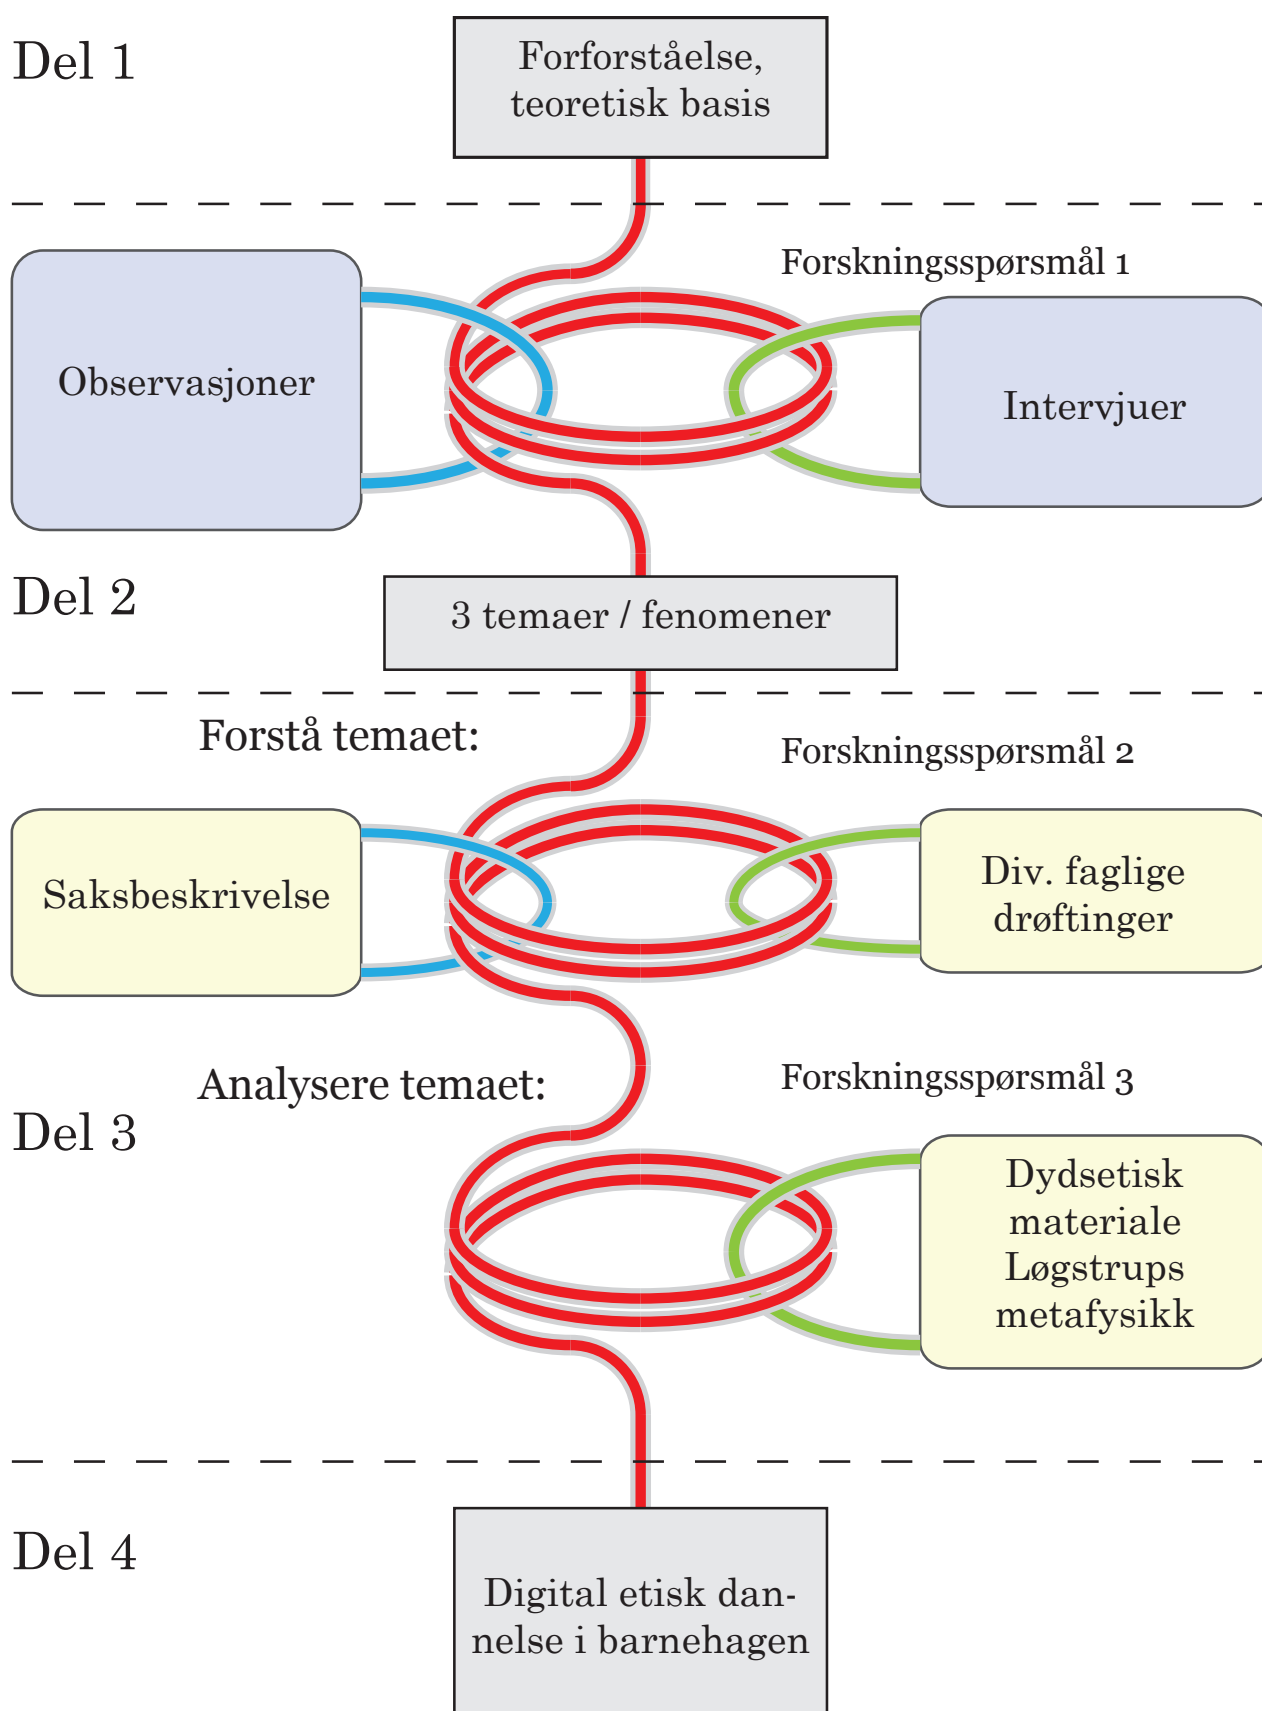 Del 1
Forforståelse,
teoretisk basis
Forskningsspørsmål 1
Observasjoner
Intervjuer
Del 2
3 temaer / fenomener
Forstå temaet:
Forskningsspørsmål 2
Saksbeskrivelse
Div. faglige
drøftinger
Analysere temaet:
Forskningsspørsmål 3
Del 3
Dydsetisk
materiale
Løgstrups
metafysikk
Del 4
Digital etisk dan-
nelse i barnehagen